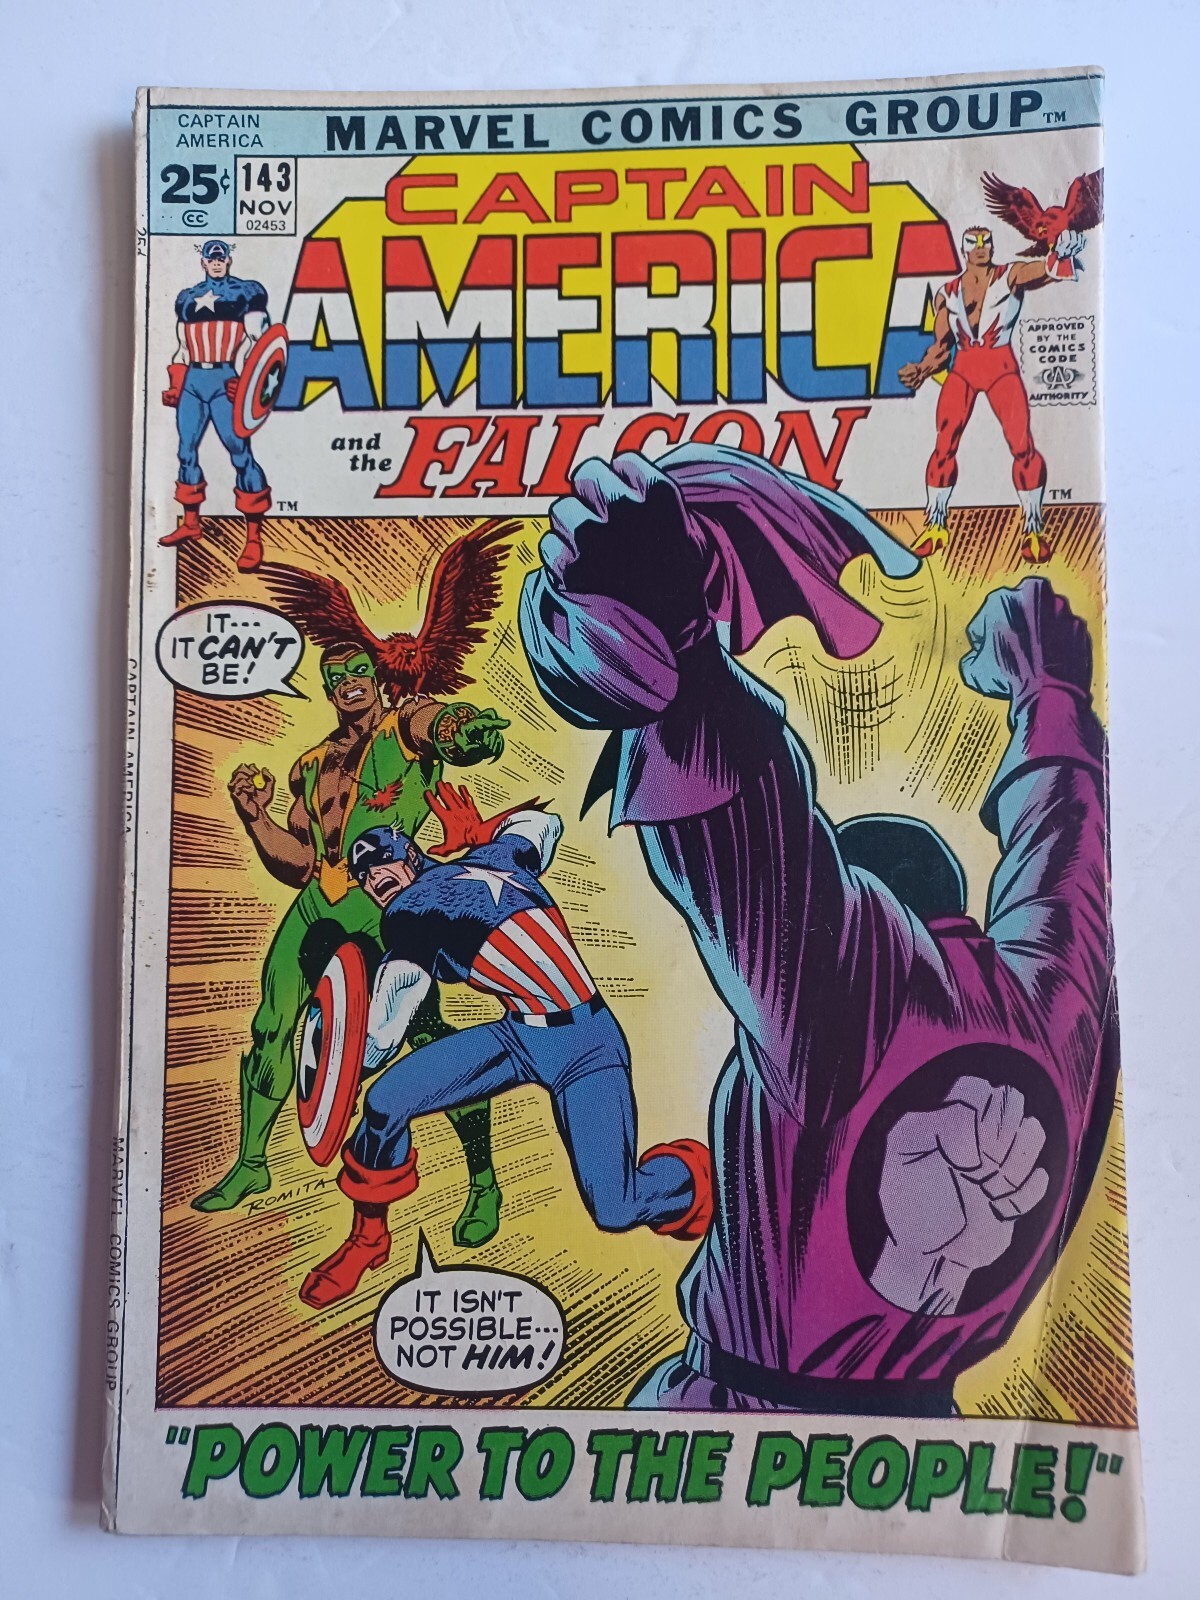 CAPTAIN
AMERICA
MARVEL COMICS GROUP™
25¢
CC
143
NOV
02453
CAPTAIN
AMERICA
and the
FALCON
APPROVED
BY THE
COMICS
CODE
CA
AUTHORITY
TM
TM
A
IT---
IT CAN'T
BE!
A
ROMITA
IT ISN'T
POSSIBLE---
NOT HIM!
"POWER TO THE PEOPLE!"
CAPTAIN AMERICA
MARVEL COMICS GROUP